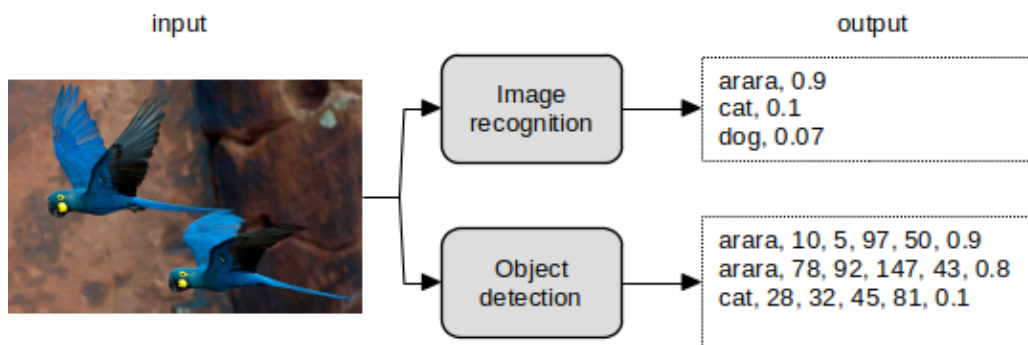 input
output
Image
recognition
arara, 0.9
cat, 0.1
dog, 0.07
Object
detection
arara, 10, 5, 97, 50, 0.9
arara, 78, 92, 147, 43, 0.8
cat, 28, 32, 45, 81, 0.1